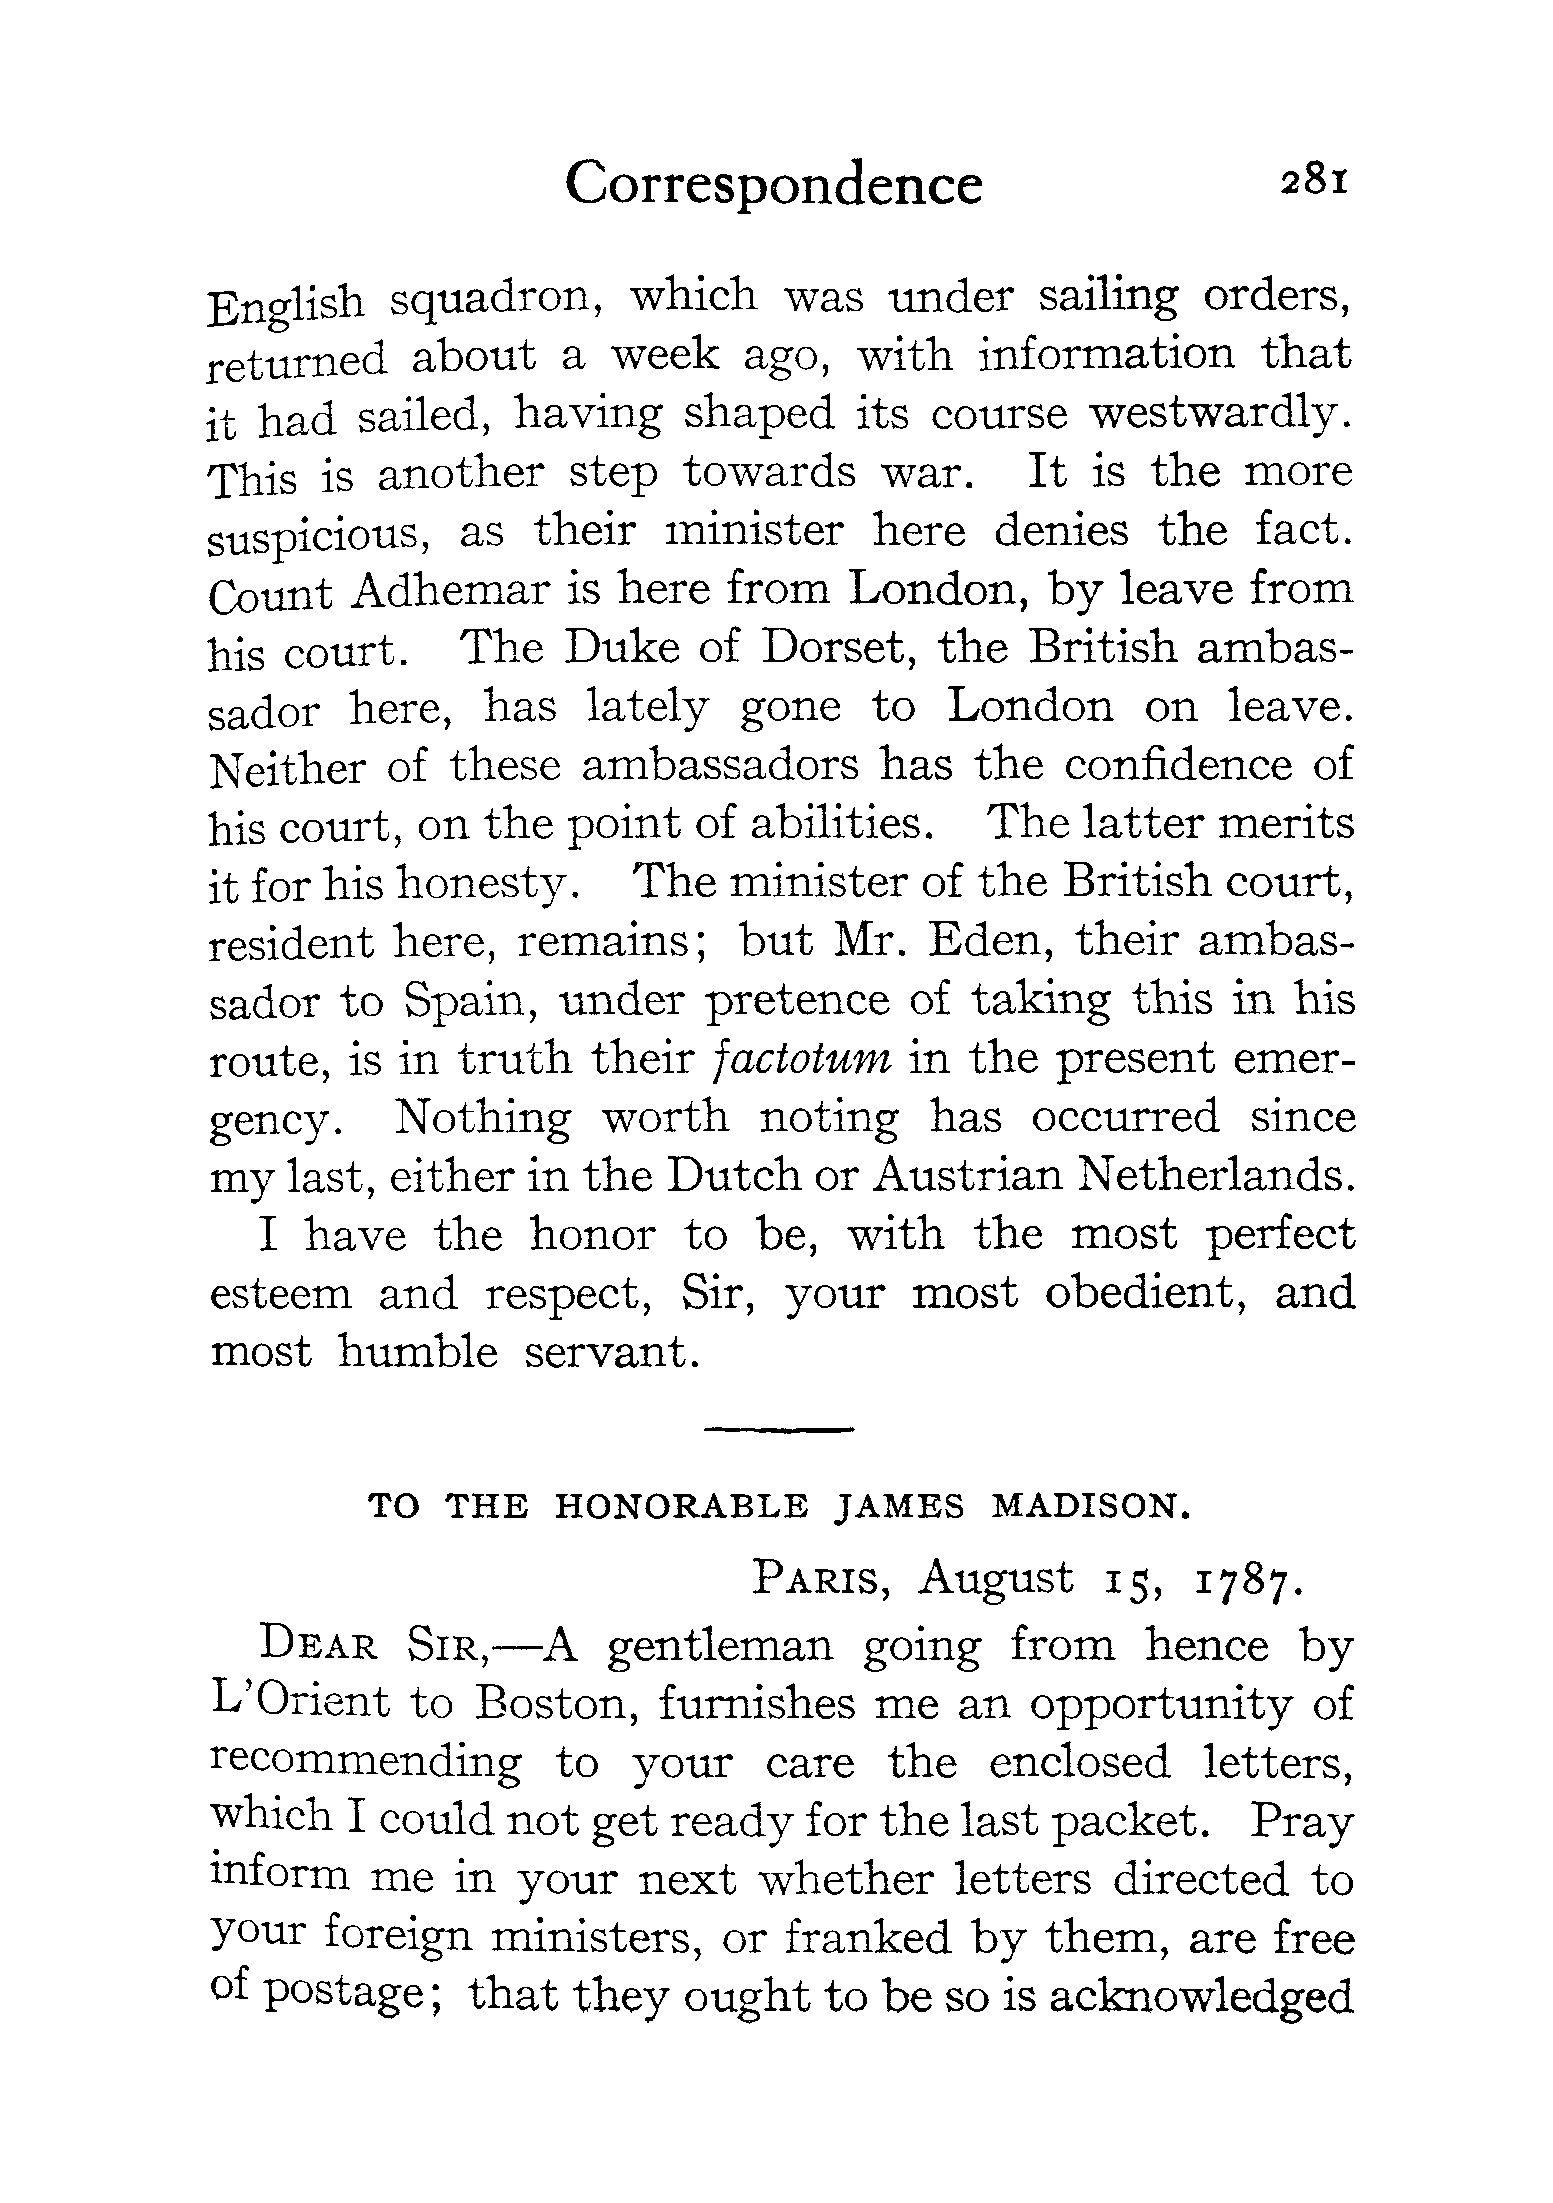 Correspondence 281
English squadron, which was under sailing orders,
returned about a week ago, with information that
it had sailed, having shaped its course westwardly.
This is another step towards war. It is the more
suspicious, as their minister here denies the fact.
Count Adhemar is here from London, by leave from
his court. The Duke of Dorset, the British ambas-
sador here, has lately gone to London on leave.
Neither of these ambassadors has the confidence of
his court, on the point of abilities. The latter merits
it for his honesty. The minister of the British court,
resident here, remains; but Mr. Eden, their ambas-
sador to Spain, under pretence of taking this in his
route, is in truth their factotum in the present emer-
gency. Nothing worth noting has occurred since
my last, either in the Dutch or Austrian Netherlands.
I have the honor to be, with the most perfect
esteem and respect, Sir, your most obedient, and
most humble servant.
TO THE HONORABLE JAMES MADISON.
PARIS, August 15, 1787.
DEAR SIR,—A gentleman going from hence by
L'Orient to Boston, furnishes me an opportunity of
recommending to your care the enclosed letters,
which I could not get ready for the last packet. Pray
inform me in your next whether letters directed to
your foreign ministers, or franked by them, are free
of postage; that they ought to be so is acknowledged